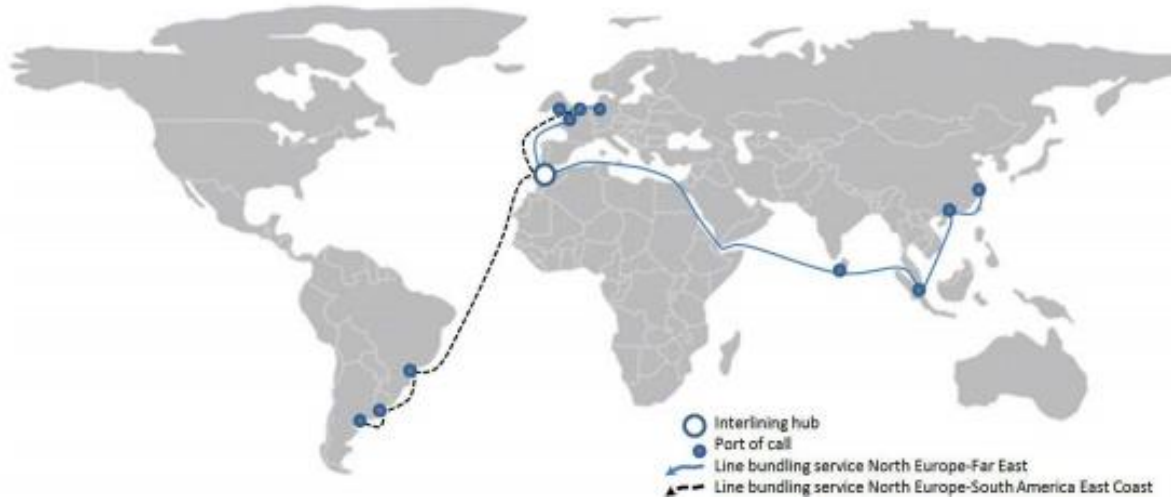 Interlining hub
Port of call
Line bundling service North Europe-Far East
Line bundling service North Europe-South America East Coast